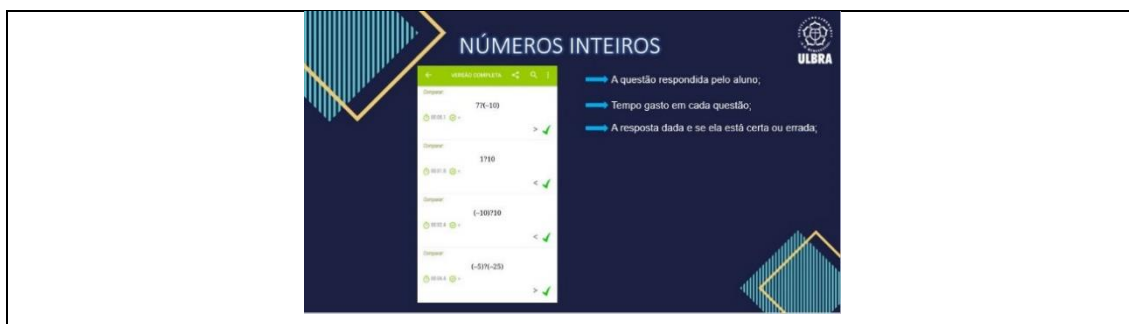 NÚMEROS INTEIROS
ULBRA
VERSÃO COMPLETA
Comparar:
7?(−10)
>
Comparar:
1?10
<
Comparar:
(−10)?10
<
Comparar:
(−5)?(−25)
>
A questão respondida pelo aluno;
Tempo gasto em cada questão;
A resposta dada e se ela está certa ou errada;